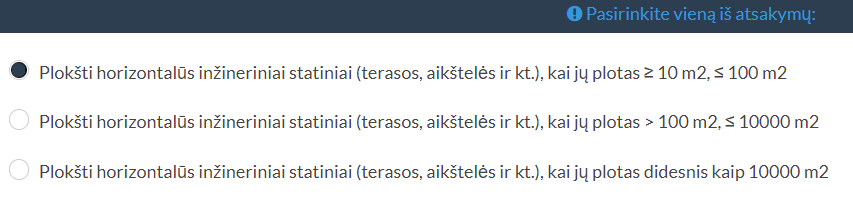 Pasirinkite vieną iš atsakymų:
Plokšti horizontalūs inžineriniai statiniai (terasos, aikštelės ir kt.), kai jų plotas ≥ 10 m2, ≤ 100 m2
Plokšti horizontalūs inžineriniai statiniai (terasos, aikštelės ir kt.), kai jų plotas > 100 m2, ≤ 10000 m2
Plokšti horizontalūs inžineriniai statiniai (terasos, aikštelės ir kt.), kai jų plotas didesnis kaip 10000 m2